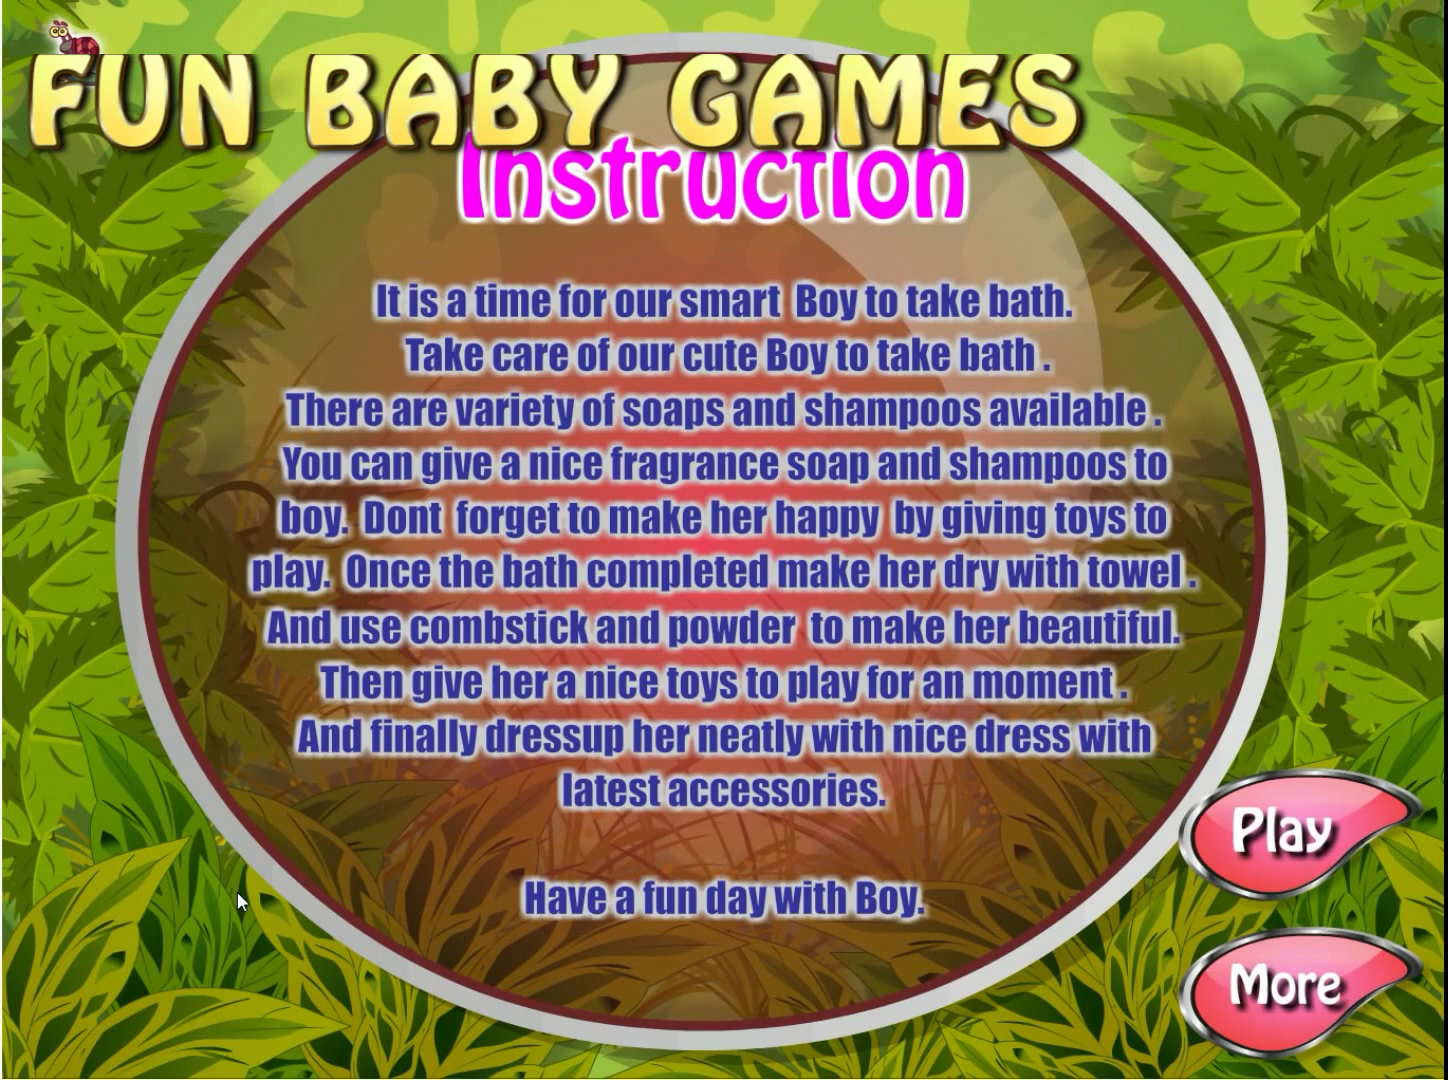 FUN BABY GAMES
Instruction
It is a time for our smart Boy to take bath.
Take care of our cute Boy to take bath .
There are variety of soaps and shampoos available .
You can give a nice fragrance soap and shampoos to
boy. Dont forget to make her happy by giving toys to
play. Once the bath completed make her dry with towel .
And use combstick and powder to make her beautiful.
Then give her a nice toys to play for an moment .
And finally dressup her neatly with nice dress with
latest accessories.
Have a fun day with Boy.
Play
More